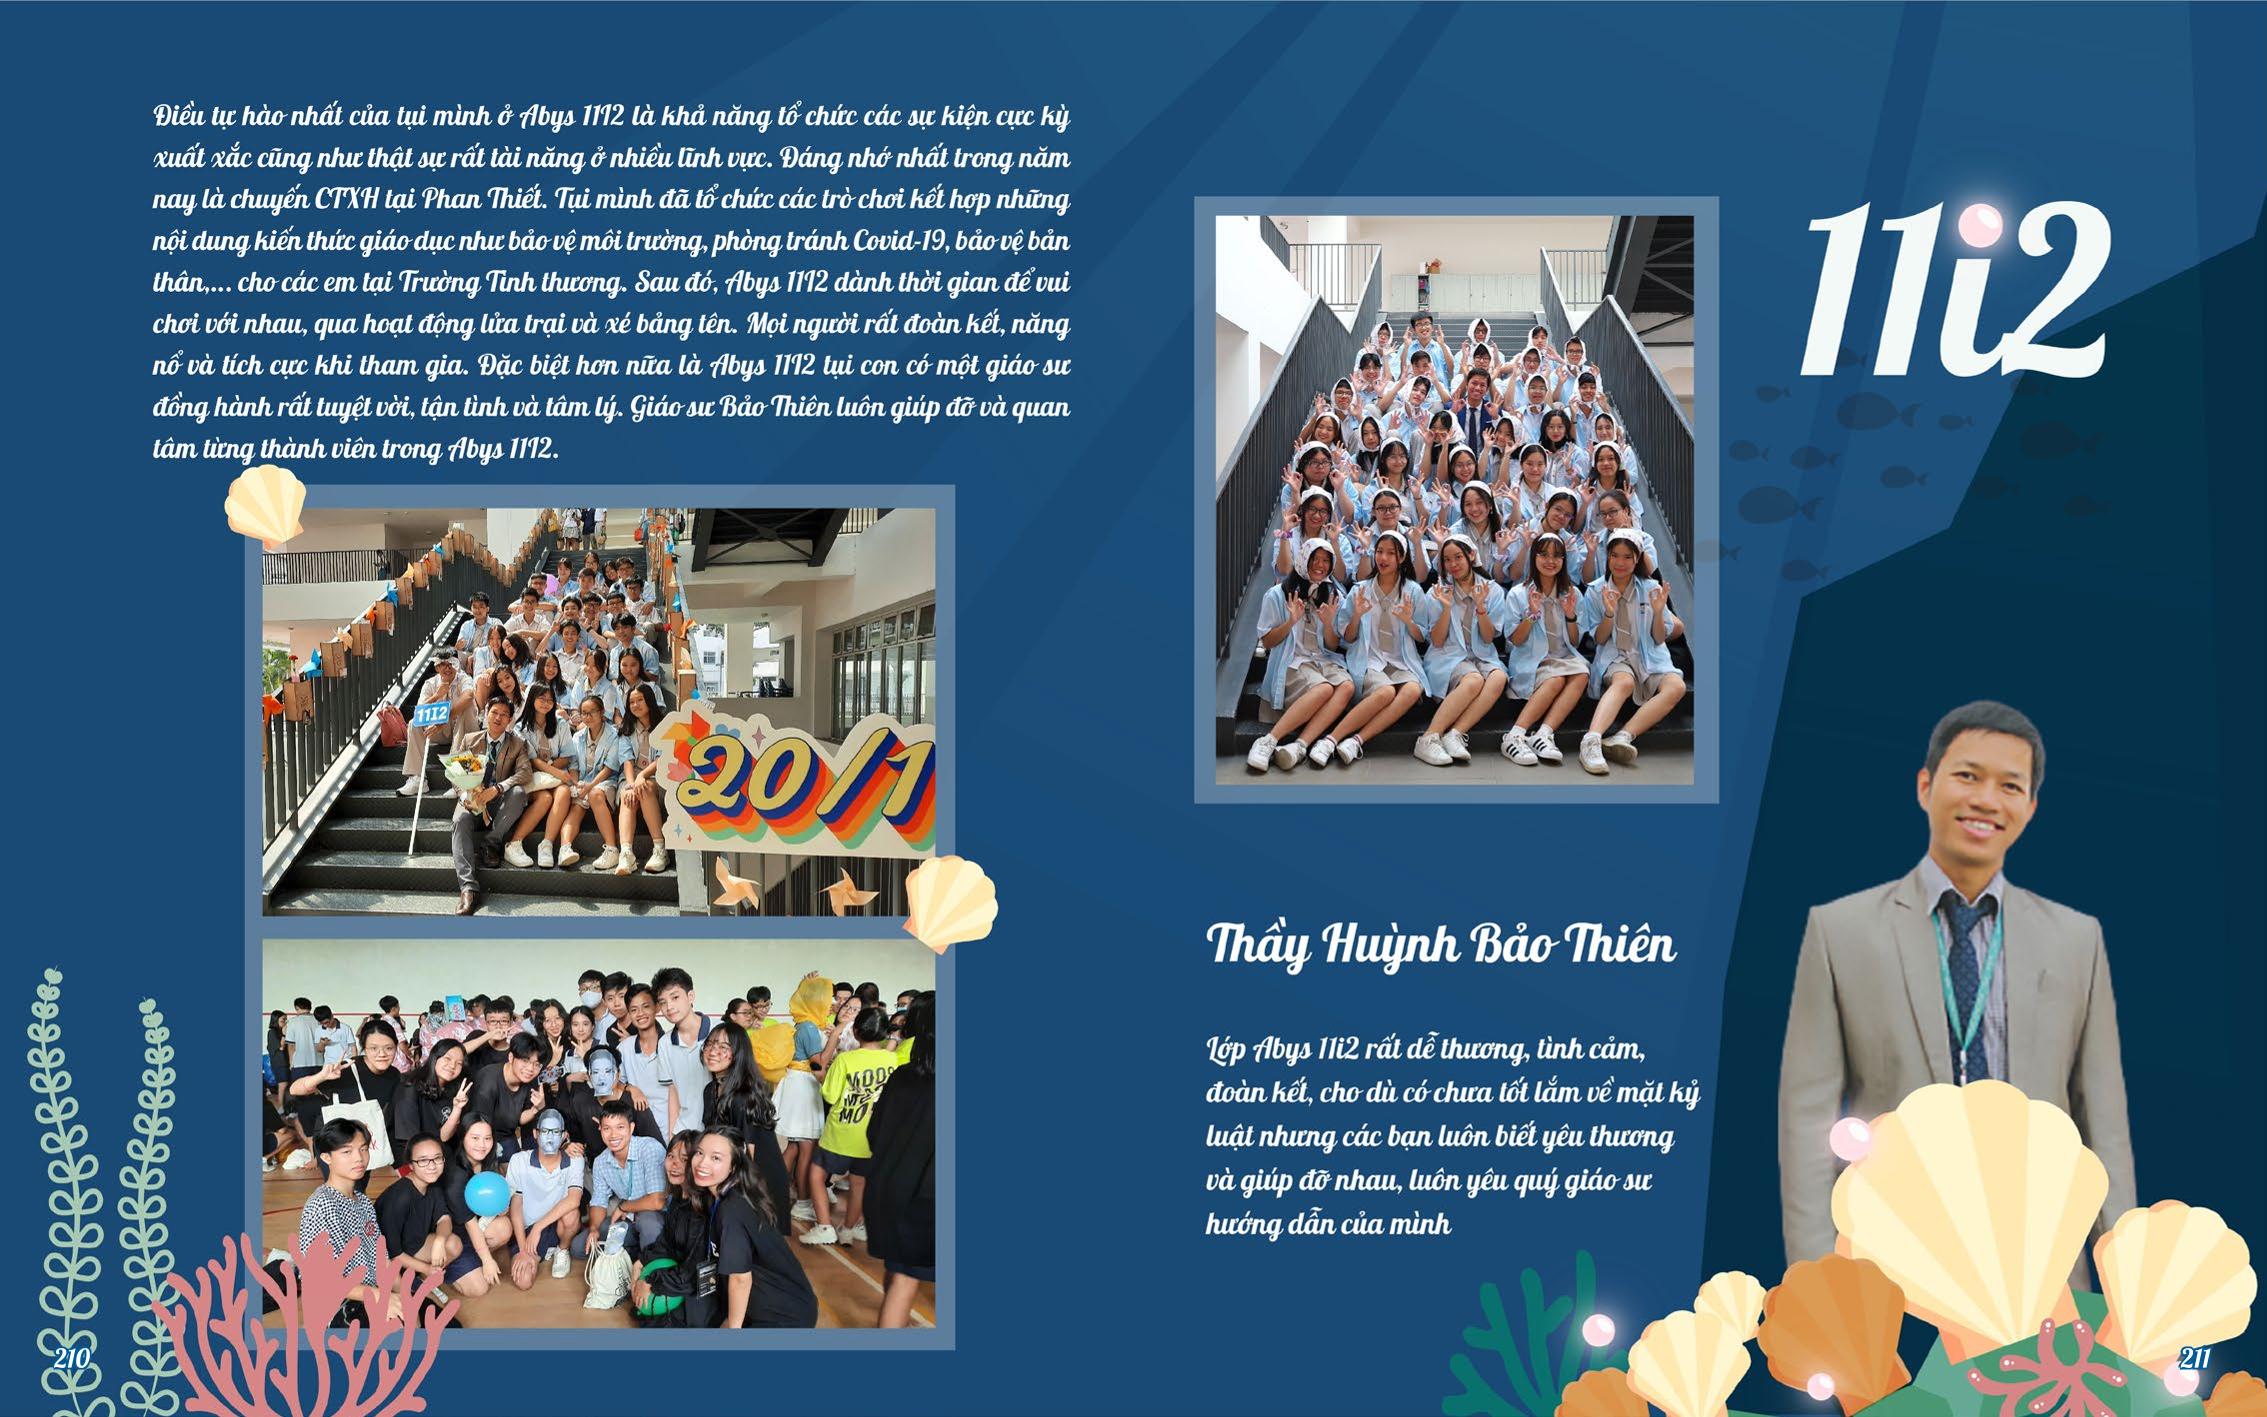 Điều tự hào nhất của tụi mình ở Abys 11I2 là khả năng tổ chức các sự kiện cực kỳ
xuất xắc cũng như thật sự rất tài năng ở nhiều lĩnh vực. Đáng nhớ nhất trong năm
nay là chuyến CTXH tại Phan Thiết. Tụi mình đã tổ chức các trò chơi kết hợp những
nội dung kiến thức giáo dục như bảo vệ môi trường, phòng tránh Covid-19, bảo vệ bản
thân,... cho các em tại Trường Tình thương. Sau đó, Abys 11I2 dành thời gian để vui
chơi với nhau, qua hoạt động lửa trại và xé bảng tên. Mọi người rất đoàn kết, năng
nổ và tích cực khi tham gia. Đặc biệt hơn nữa là Abys 11I2 tụi con có một giáo sư
đồng hành rất tuyệt vời, tận tình và tâm lý. Giáo sư Bảo Thiên luôn giúp đỡ và quan
tâm từng thành viên trong Abys 11I2.
11I2
20/1
210
11i2
Thầy Huỳnh Bảo Thiên
Lớp Abys 11i2 rất dễ thương, tình cảm,
đoàn kết, cho dù có chưa tốt lắm về mặt kỷ
luật nhưng các bạn luôn biết yêu thương
và giúp đỡ nhau, luôn yêu quý giáo sư
hướng dẫn của mình
211